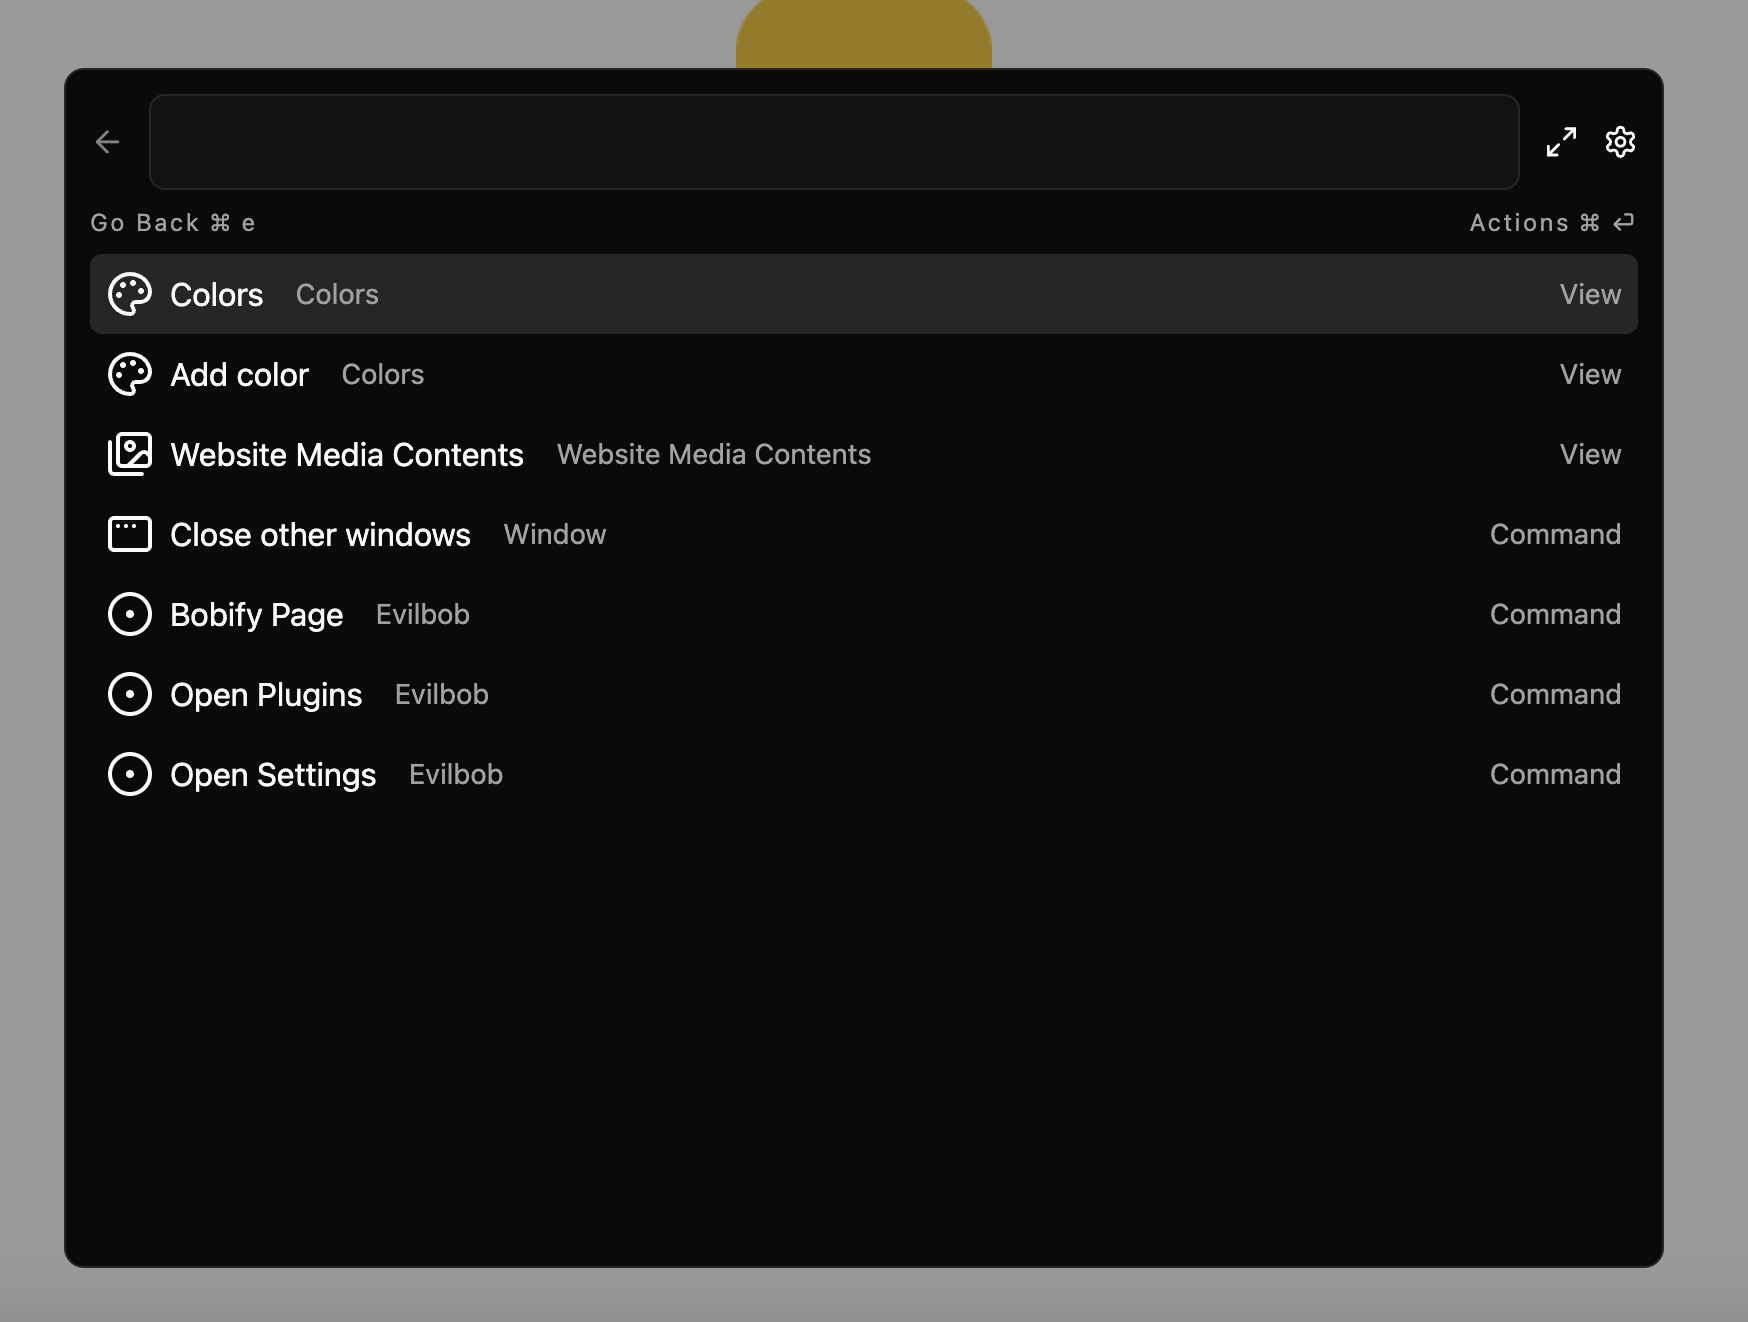 Go Back ⌘ e Actions ⌘ ↵
Colors Colors View
Add color Colors View
Website Media Contents Website Media Contents View
Close other windows Window Command
Bobify Page Evilbob Command
Open Plugins Evilbob Command
Open Settings Evilbob Command